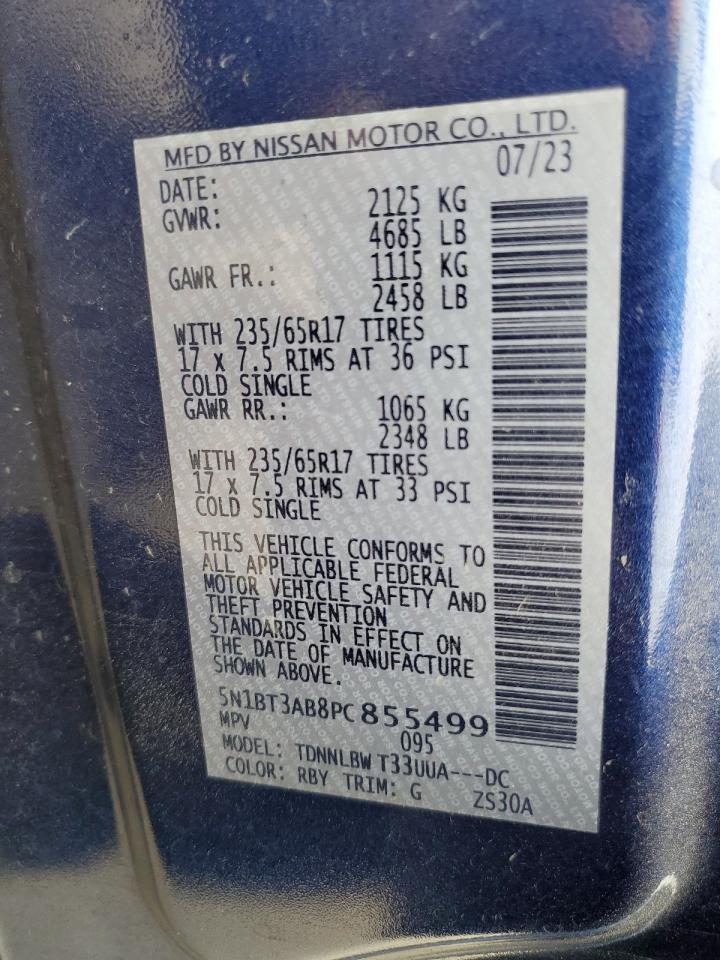 MFD BY NISSAN MOTOR CO., LTD.
DATE: 07/23
GVWR: 2125 KG
4685 LB
GAWR FR.: 1115 KG
2458 LB
WITH 235/65R17 TIRES
17 x 7.5 RIMS AT 36 PSI
COLD SINGLE
GAWR RR.: 1065 KG
2348 LB
WITH 235/65R17 TIRES
17 x 7.5 RIMS AT 33 PSI
COLD SINGLE
THIS VEHICLE CONFORMS TO
ALL APPLICABLE FEDERAL
MOTOR VEHICLE SAFETY AND
THEFT PREVENTION
STANDARDS IN EFFECT ON
THE DATE OF MANUFACTURE
SHOWN ABOVE.
5N1BT3AB8PC855499
MPV 095
MODEL: TDNNLBW T33UUA---DC
COLOR: RBY TRIM: G ZS30A